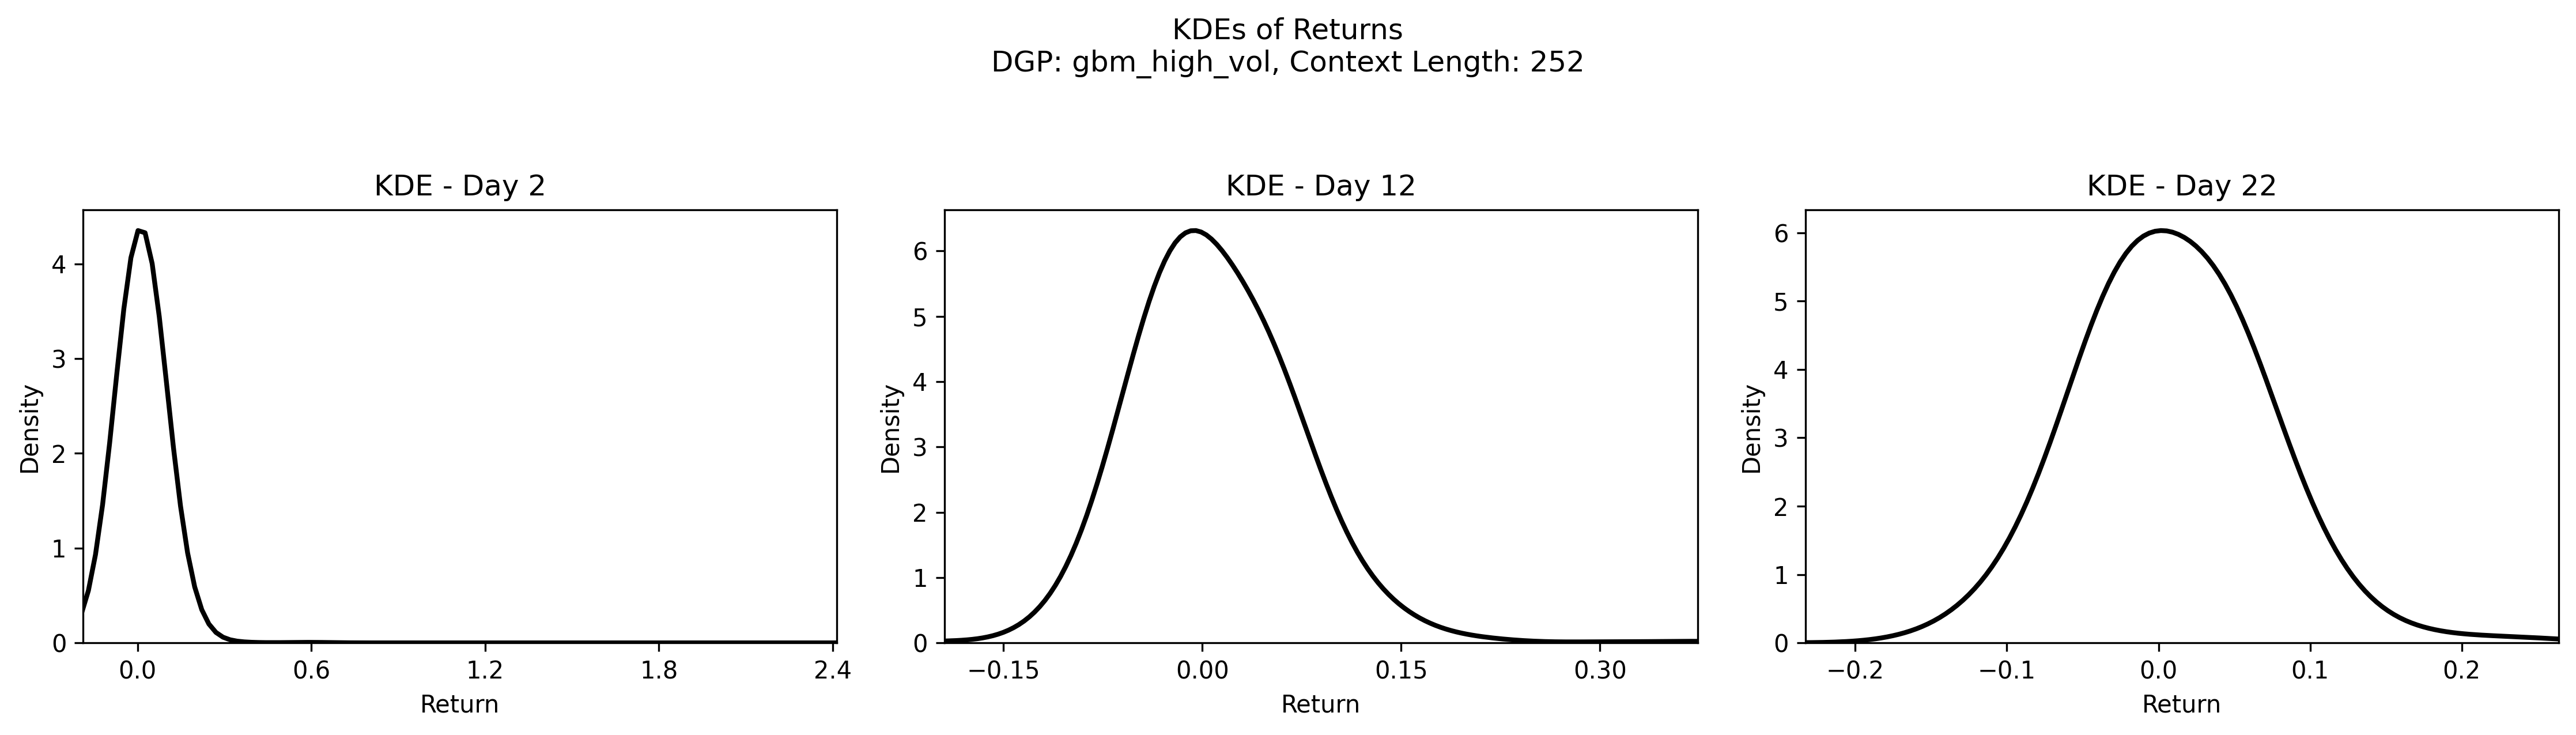 KDEs of Returns
DGP: gbm_high_vol, Context Length: 252
KDE - Day 2
Density
4
3
2
1
0
0.0 0.6 1.2 1.8 2.4
Return
KDE - Day 12
Density
6
5
4
3
2
1
0
−0.15 0.00 0.15 0.30
Return
KDE - Day 22
Density
6
5
4
3
2
1
0
−0.2 −0.1 0.0 0.1 0.2
Return